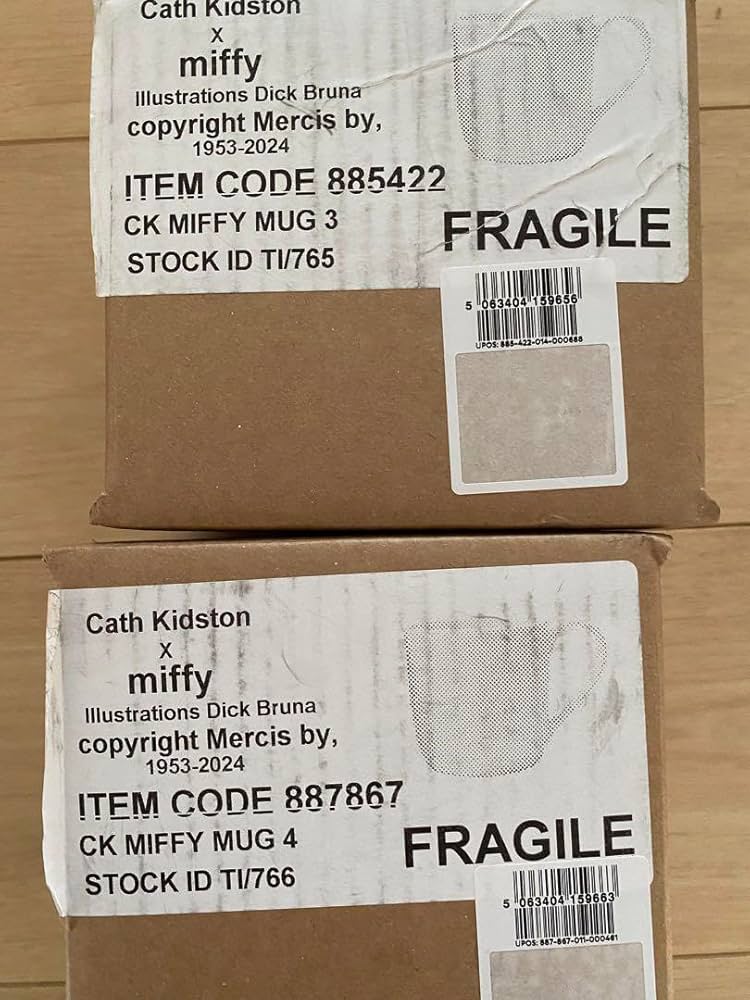 Cath Kidston
x
miffy
Illustrations Dick Bruna
copyright Mercis by,
1953-2024
ITEM CODE 885422
CK MIFFY MUG 3
STOCK ID TI/765
FRAGILE
5 063404 159656
UPOS: 885-422-014-000688
Cath Kidston
x
miffy
Illustrations Dick Bruna
copyright Mercis by,
1953-2024
ITEM CODE 887867
CK MIFFY MUG 4
STOCK ID TI/766
FRAGILE
5 063404 159663
UPOS: 887-867-011-000461